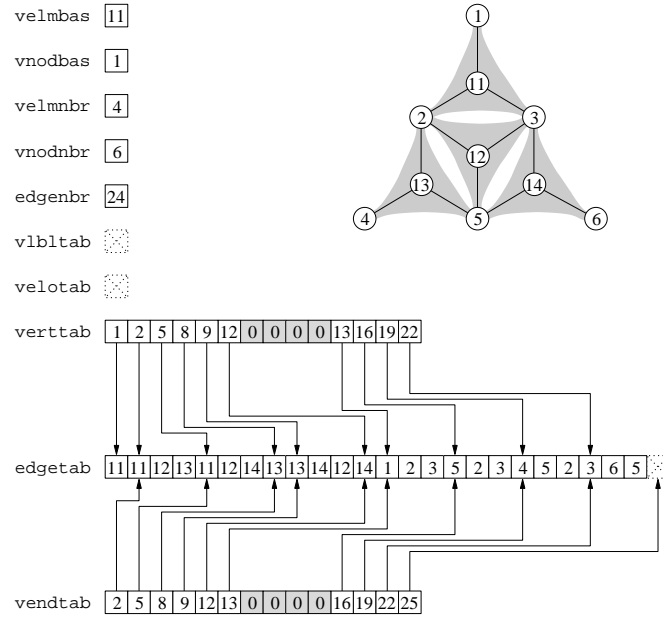 velmbas 11
vnodbas 1
velmnbr 4
vnodnbr 6
edgenbr 24
vlbltab
velotab
1
11
2 3
12
13 14
4 5 6
verttab 1 2 5 8 9 12 0 0 0 0 13 16 19 22
edgetab 11 11 12 13 11 12 14 13 13 14 12 14 1 2 3 5 2 3 4 5 2 3 6 5
vendtab 2 5 8 9 12 13 0 0 0 0 16 19 22 25